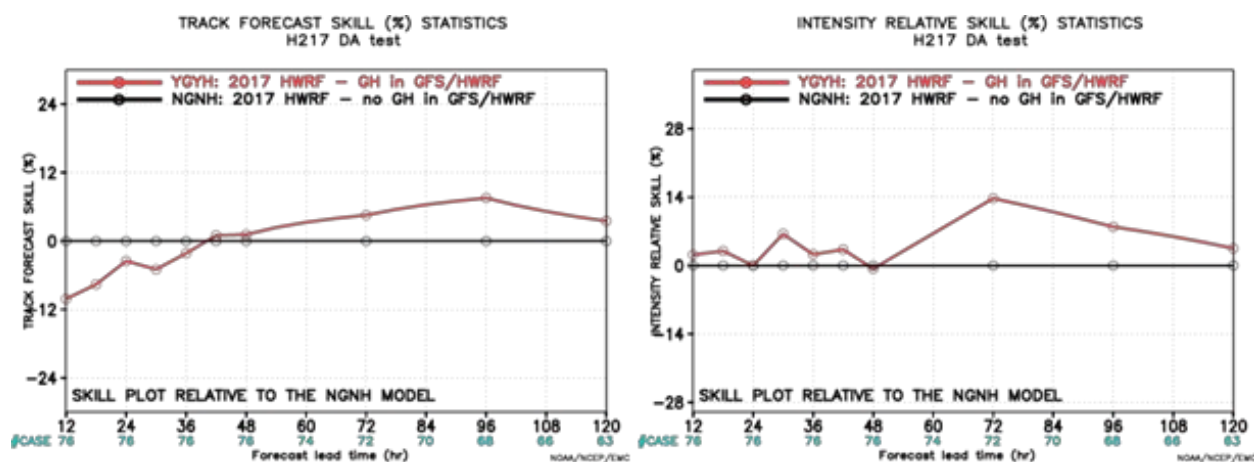 TRACK FORECAST SKILL (%) STATISTICS
H217 DA test
YGYH: 2017 HWRF – GH in GFS/HWRF
NGNH: 2017 HWRF – no GH in GFS/HWRF
TRACK FORECAST SKILL (%)
24
12
0
−12
−24
SKILL PLOT RELATIVE TO THE NGNH MODEL
12 24 36 48 60 72 84 96 108 120
#CASE 76 76 76 76 74 72 70 68 66 63
Forecast lead time (hr)
NOAA/NCEP/EMC
INTENSITY RELATIVE SKILL (%) STATISTICS
H217 DA test
YGYH: 2017 HWRF – GH in GFS/HWRF
NGNH: 2017 HWRF – no GH in GFS/HWRF
INTENSITY RELATIVE SKILL (%)
28
14
0
−14
−28
SKILL PLOT RELATIVE TO THE NGNH MODEL
12 24 36 48 60 72 84 96 108 120
#CASE 76 76 76 76 74 72 70 68 66 63
Forecast lead time (hr)
NOAA/NCEP/EMC